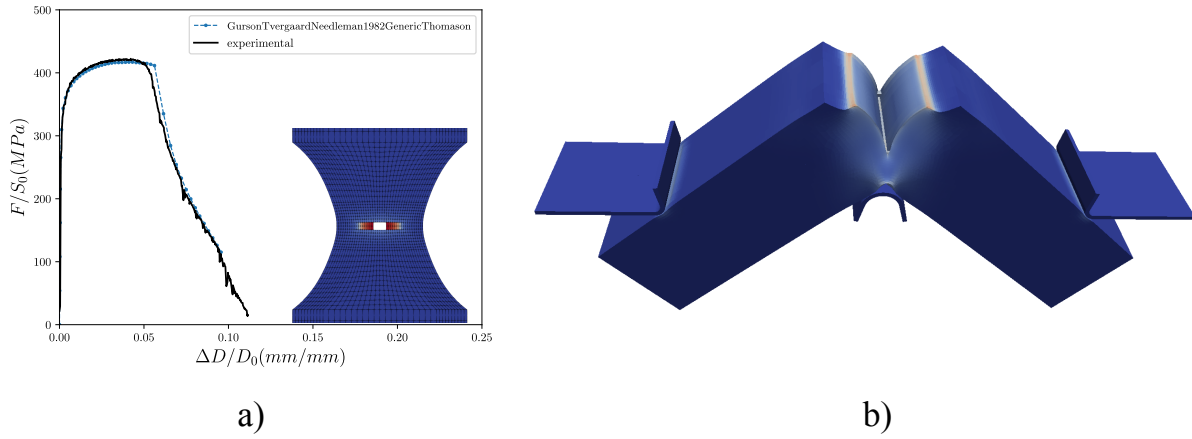 500
400
300
200
100
0
F/S₀(MPa)
GursonTvergaardNeedleman1982GenericThomason
experimental
0.00 0.05 0.10 0.15 0.20 0.25
ΔD/D₀(mm/mm)
a) b)